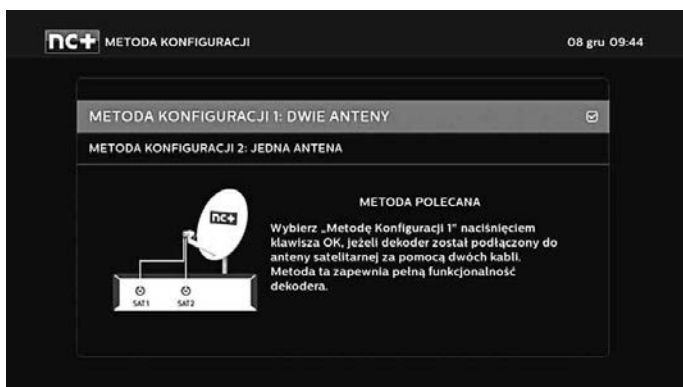 nc+ METODA KONFIGURACJI 08 gru 09:44
METODA KONFIGURACJI 1: DWIE ANTENY
METODA KONFIGURACJI 2: JEDNA ANTENA
nc+
METODA POLECANA
Wybierz „Metodę Konfiguracji 1” naciśnięciem
klawisza OK, jeżeli dekoder został podłączony do
anteny satelitarnej za pomocą dwóch kabli.
Metoda ta zapewnia pełną funkcjonalność
dekodera.
SAT1 SAT2